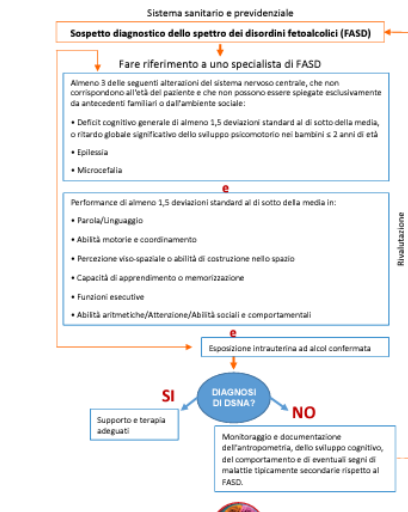 Sistema sanitario e previdenziale
Sospetto diagnostico dello spettro dei disordini fetoalcolici (FASD)
Fare riferimento a uno specialista di FASD
Almeno 3 delle seguenti alterazioni del sistema nervoso centrale, che non
corrispondono all'età del paziente e che non possono essere spiegate esclusivamente
da antecedenti familiari o dall'ambiente sociale:
• Deficit cognitivo generale di almeno 1,5 deviazioni standard al di sotto della media,
o ritardo globale significativo dello sviluppo psicomotorio nei bambini ≤ 2 anni di età
• Epilessia
• Microcefalia
e
Performance di almeno 1,5 deviazioni standard al di sotto della media in:
• Parola/Linguaggio
• Abilità motorie e coordinamento
• Percezione viso-spaziale o abilità di costruzione nello spazio
• Capacità di apprendimento o memorizzazione
• Funzioni esecutive
• Abilità aritmetiche/Attenzione/Abilità sociali e comportamentali
e
Esposizione intrauterina ad alcol confermata
Rivalutazione
DIAGNOSI
DI DSNA?
SI
NO
Supporto e terapia
adeguati
Monitoraggio e documentazione
dell'antropometria, dello sviluppo cognitivo,
del comportamento e di eventuali segni di
malattie tipicamente secondarie rispetto al
FASD.